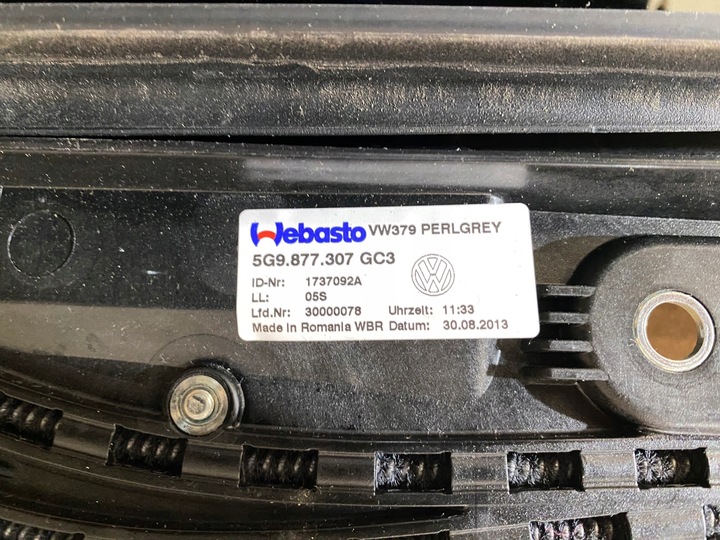 Webasto VW379 PERLGREY
5G9.877.307 GC3
ID-Nr: 1737092A
LL: 05S
Lfd.Nr: 30000078 Uhrzeit: 11:33
Made in Romania WBR Datum: 30.08.2013